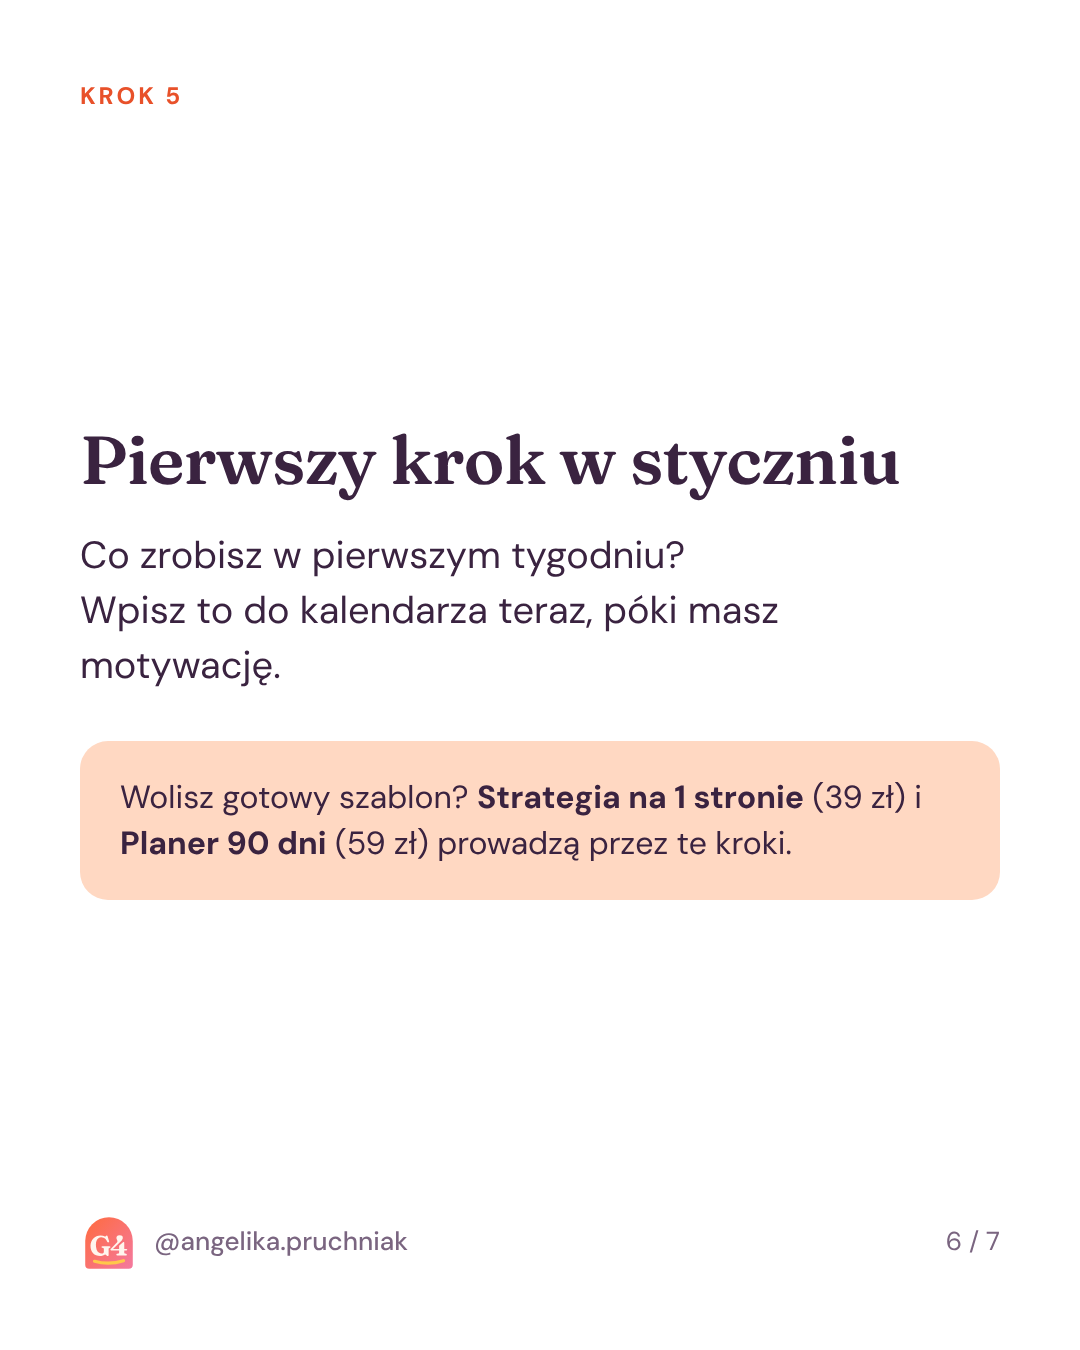 KROK 5
Pierwszy krok w styczniu
Co zrobisz w pierwszym tygodniu?
Wpisz to do kalendarza teraz, póki masz
motywację.
Wolisz gotowy szablon? Strategia na 1 stronie (39 zł) i
Planer 90 dni (59 zł) prowadzą przez te kroki.
G4 @angelika.pruchniak 6 / 7